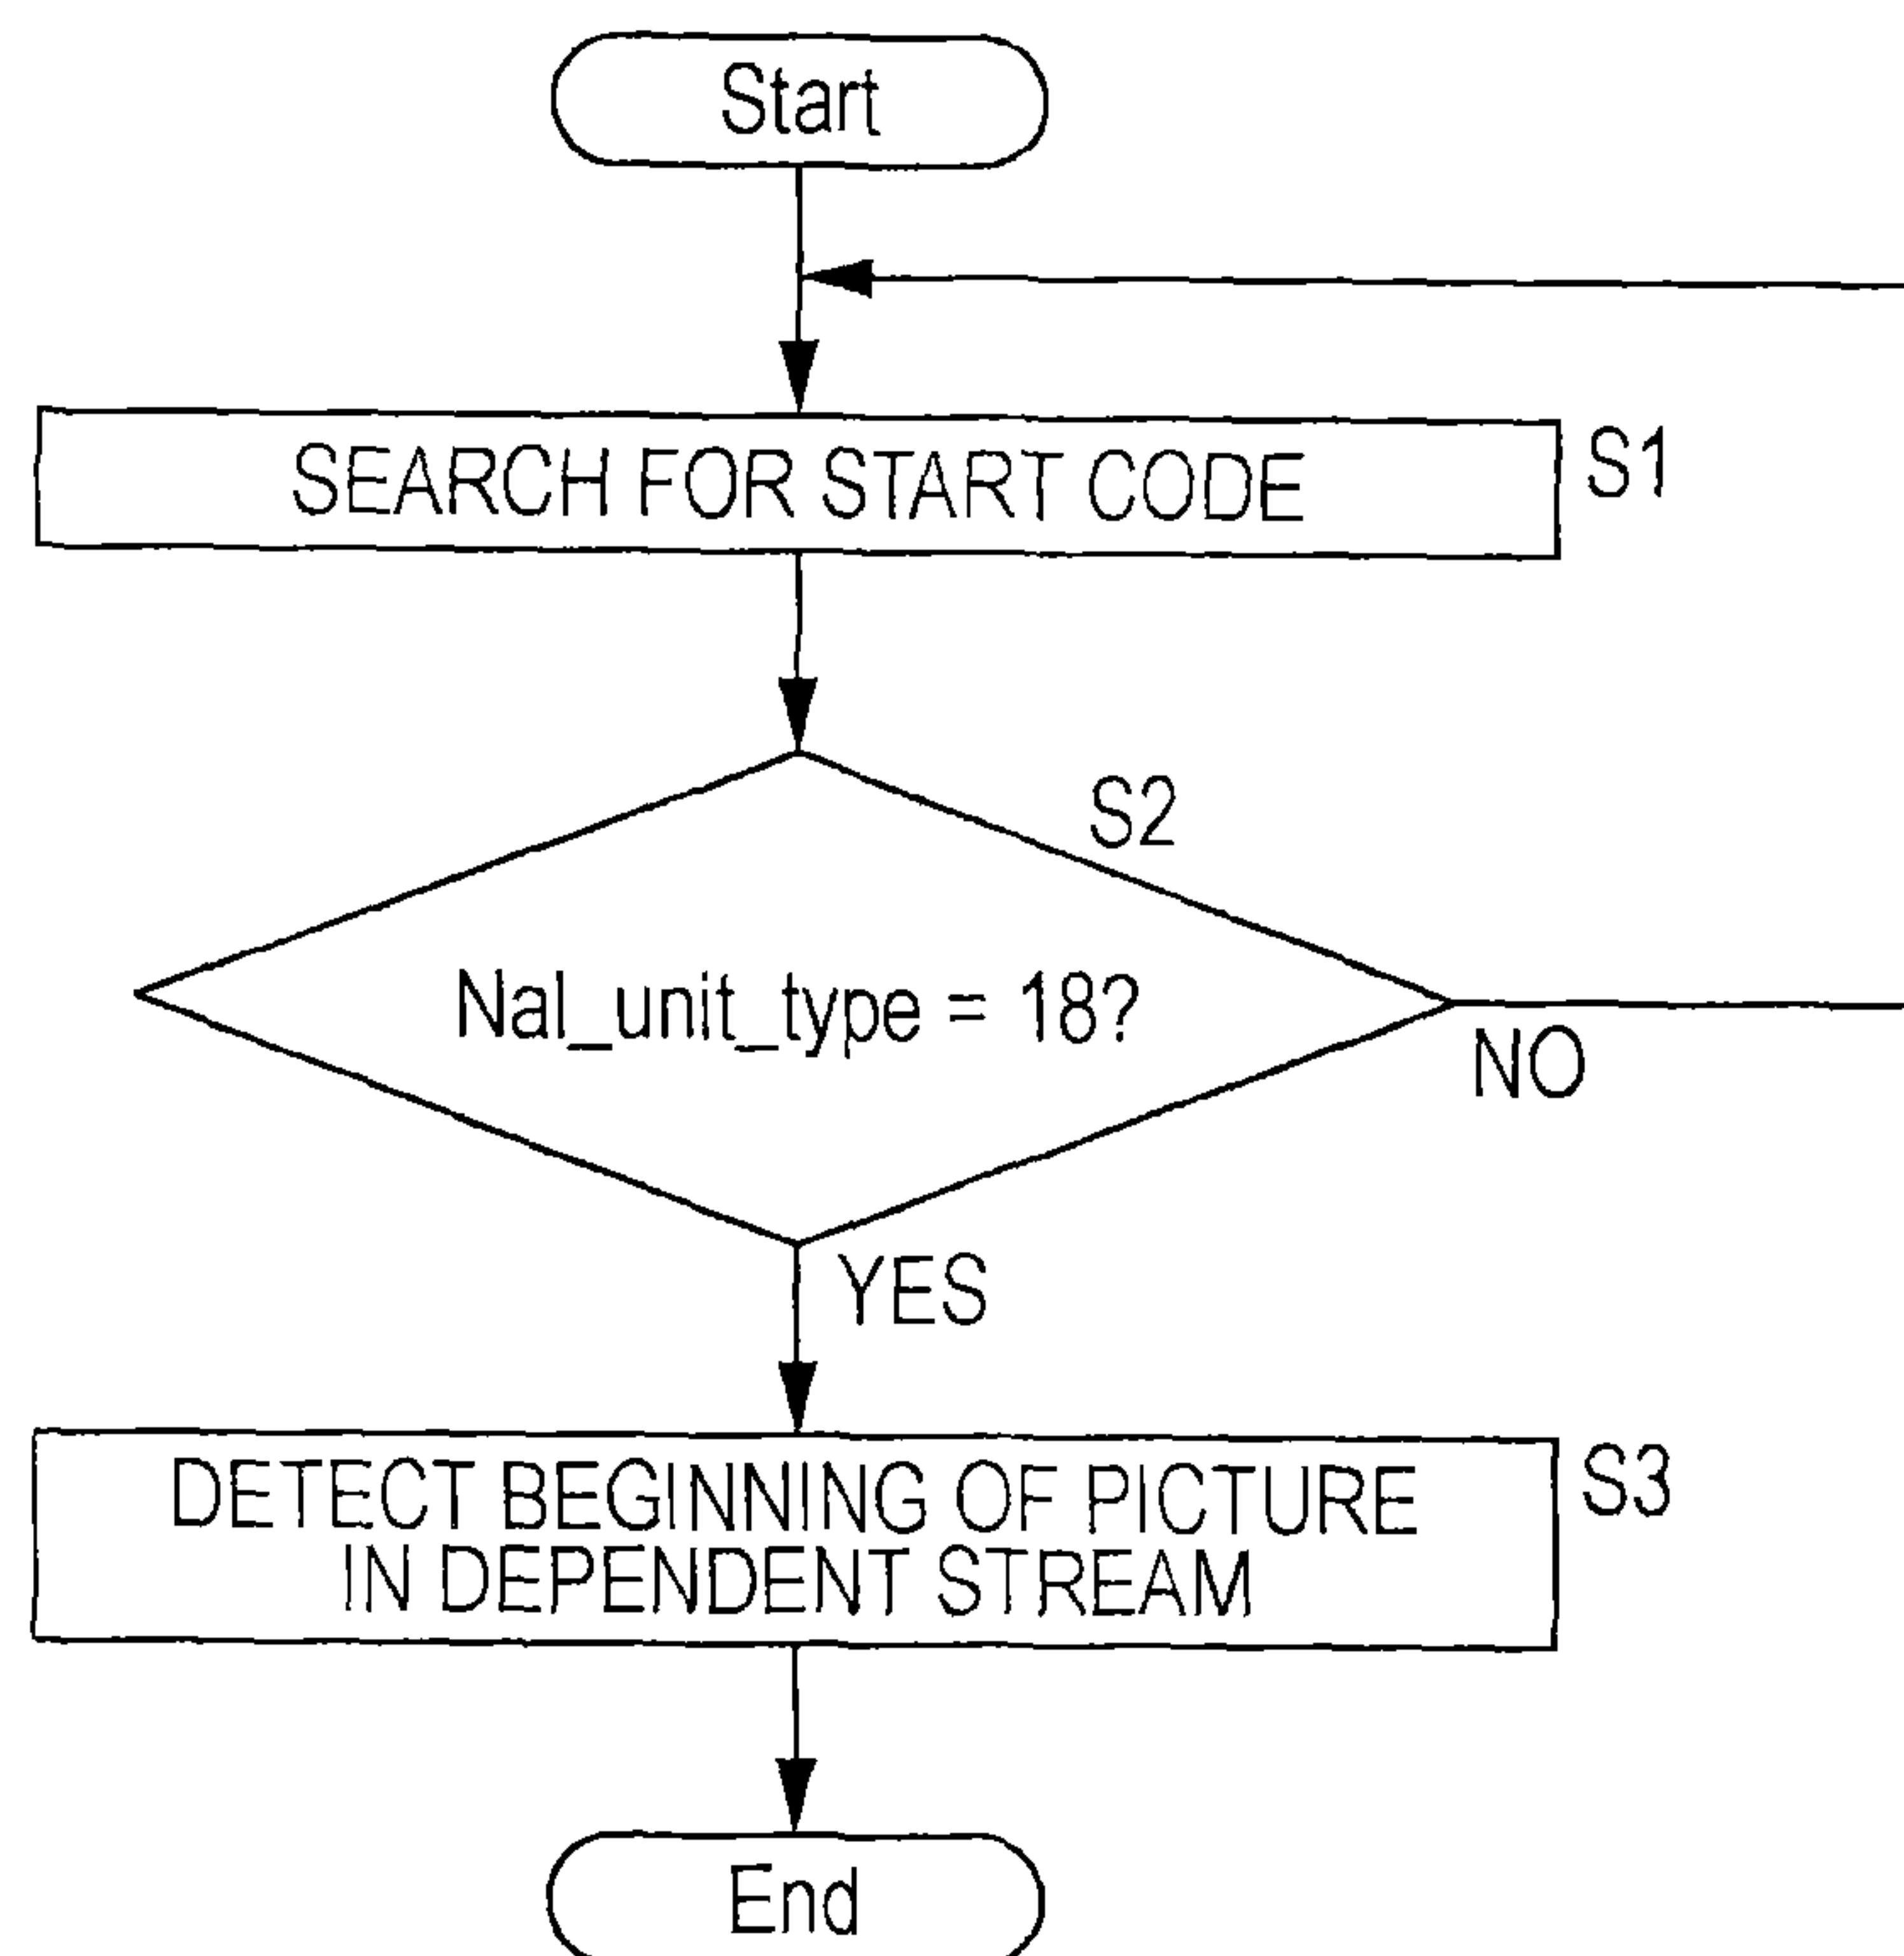 Start
SEARCH FOR START CODE
S1
S2
Nal_unit_type = 18?
NO
YES
DETECT BEGINNING OF PICTURE
IN DEPENDENT STREAM
S3
End